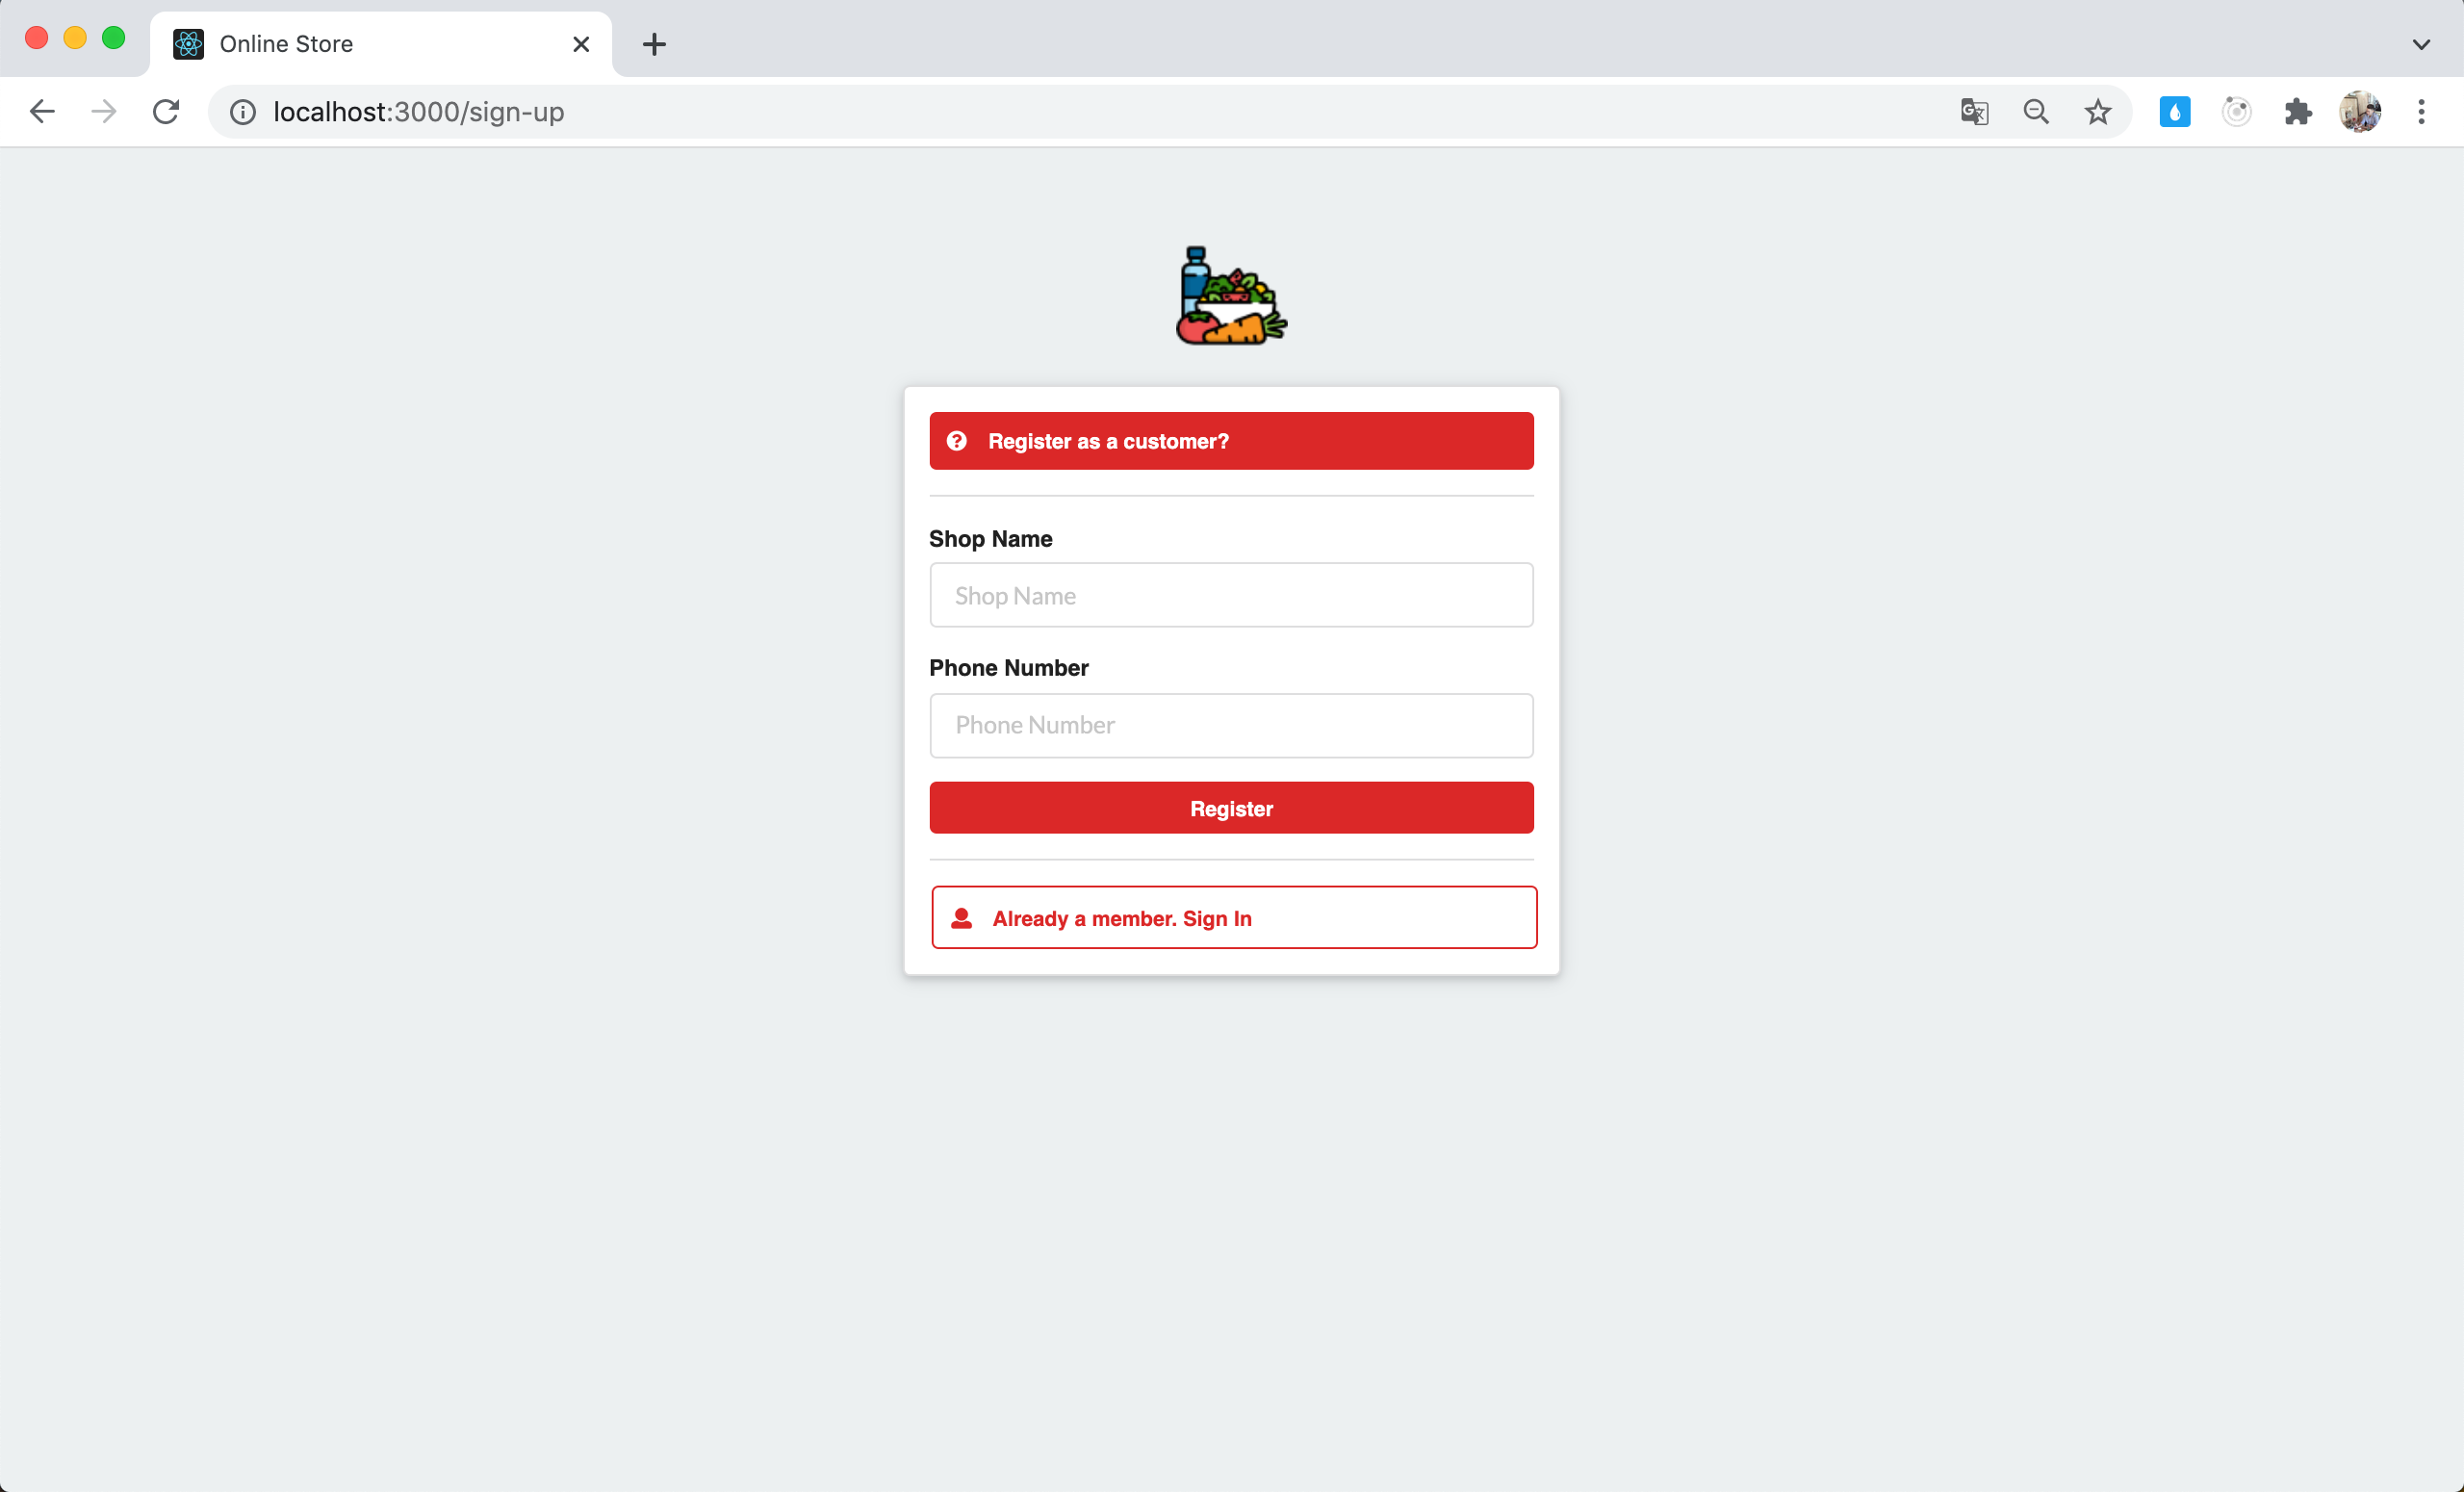 Online Store
localhost:3000/sign-up
Register as a customer?
Shop Name
Shop Name
Phone Number
Phone Number
Register
Already a member. Sign In